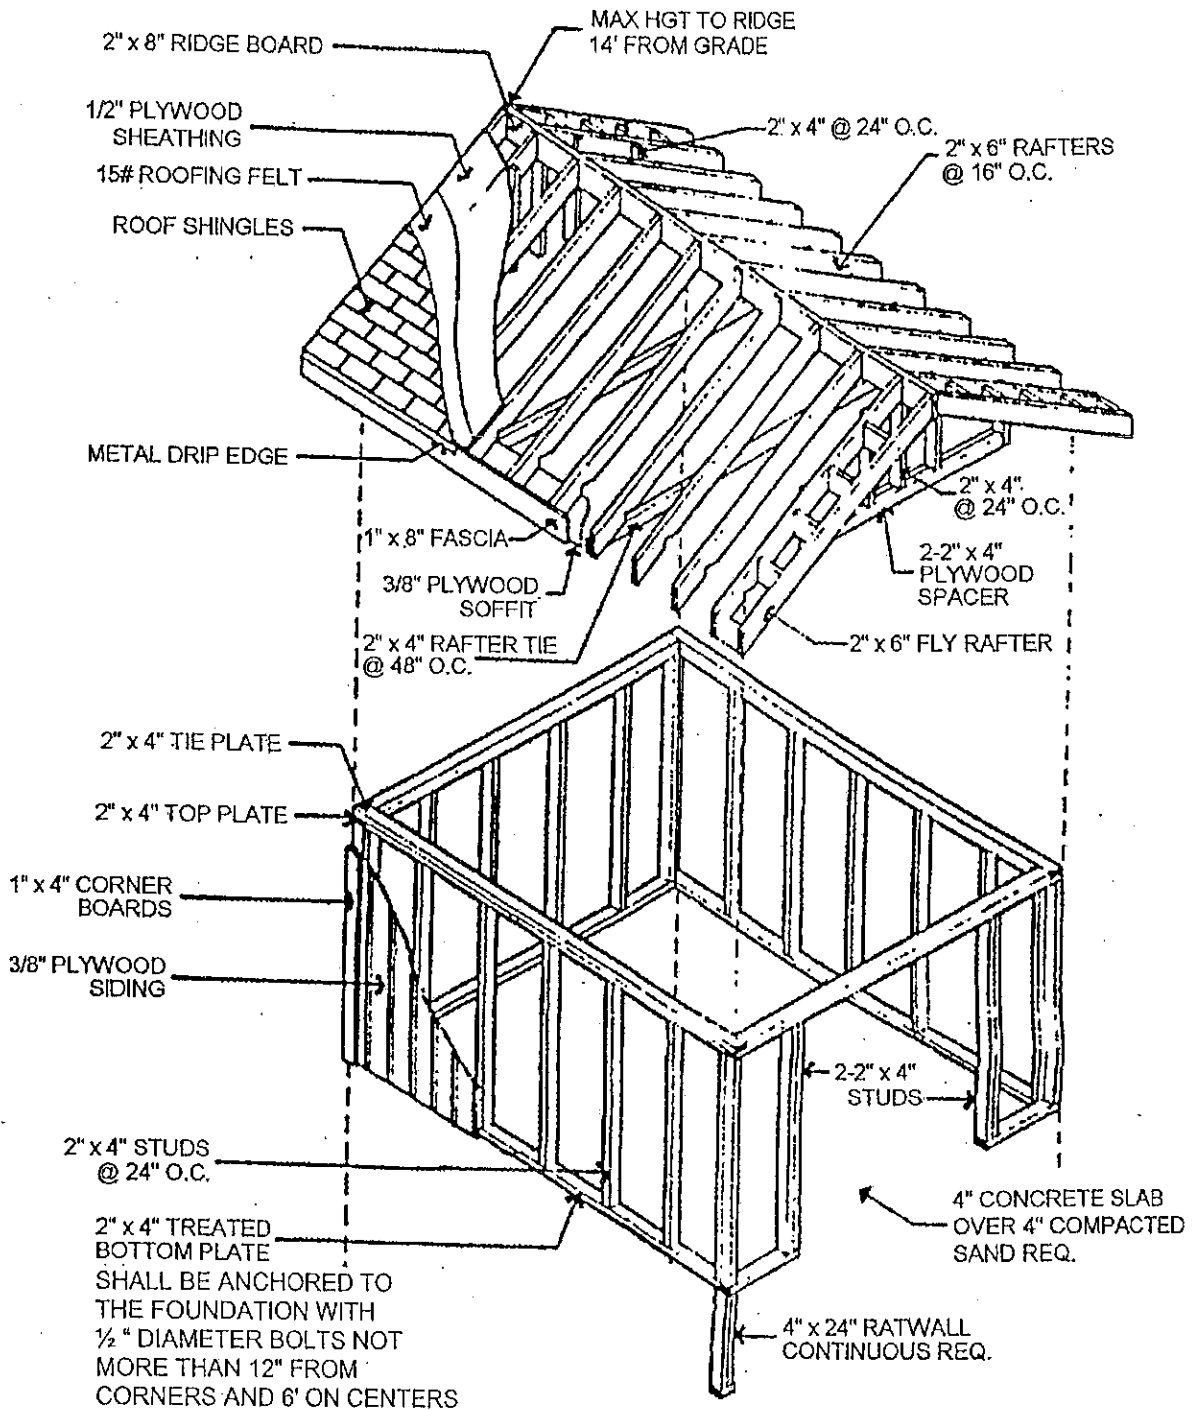 MAX HGT TO RIDGE
14' FROM GRADE
2" x 8" RIDGE BOARD
1/2" PLYWOOD
SHEATHING
2" x 4" @ 24" O.C.
2" x 6" RAFTERS
@ 16" O.C.
15# ROOFING FELT
ROOF SHINGLES
METAL DRIP EDGE
2" x 4"
@ 24" O.C.
1" x 8" FASCIA
2-2" x 4"
PLYWOOD
SPACER
3/8" PLYWOOD
SOFFIT
2" x 4" RAFTER TIE
@ 48" O.C.
2" x 6" FLY RAFTER
2" x 4" TIE PLATE
2" x 4" TOP PLATE
1" x 4" CORNER
BOARDS
3/8" PLYWOOD
SIDING
2-2" x 4"
STUDS
2" x 4" STUDS
@ 24" O.C.
4" CONCRETE SLAB
OVER 4" COMPACTED
SAND REQ.
2" x 4" TREATED
BOTTOM PLATE
SHALL BE ANCHORED TO
THE FOUNDATION WITH
½ " DIAMETER BOLTS NOT
MORE THAN 12" FROM
CORNERS AND 6' ON CENTERS
4" x 24" RATWALL
CONTINUOUS REQ.